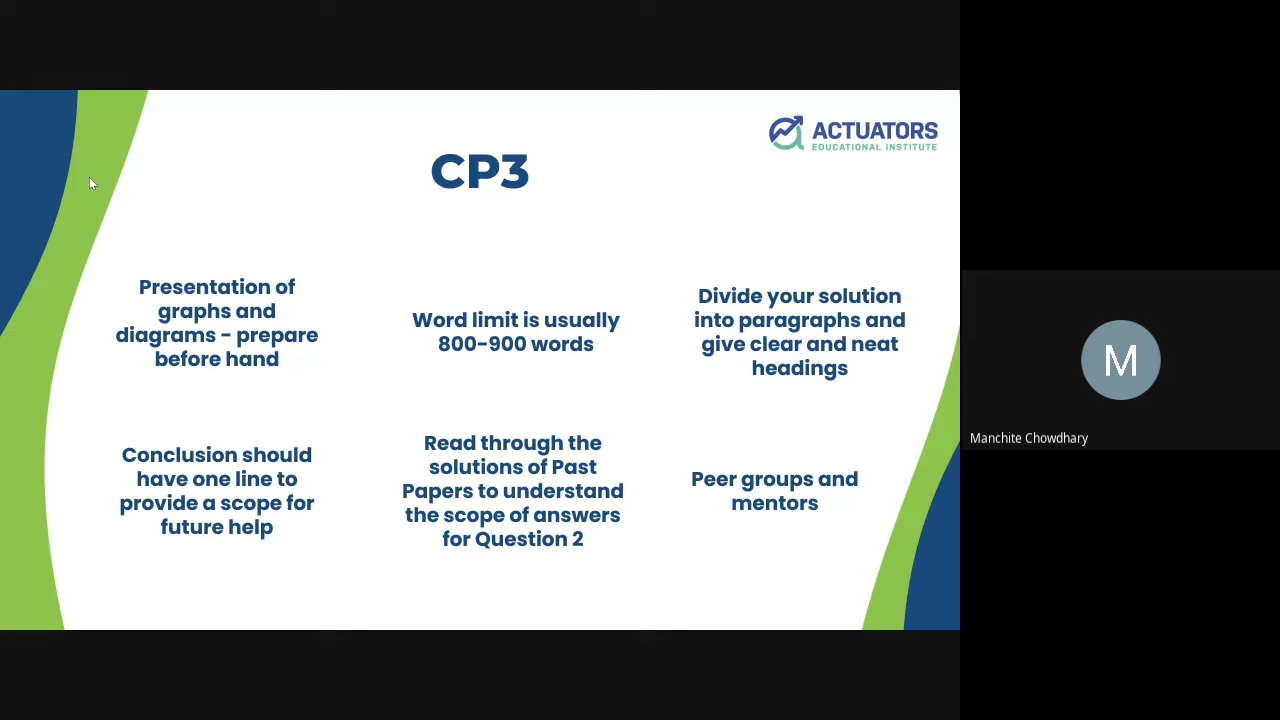 ACTUATORS
EDUCATIONAL INSTITUTE
CP3
Presentation of
graphs and
diagrams - prepare
before hand
Word limit is usually
800-900 words
Divide your solution
into paragraphs and
give clear and neat
headings
Conclusion should
have one line to
provide a scope for
future help
Read through the
solutions of Past
Papers to understand
the scope of answers
for Question 2
Peer groups and
mentors
M
Manchite Chowdhary